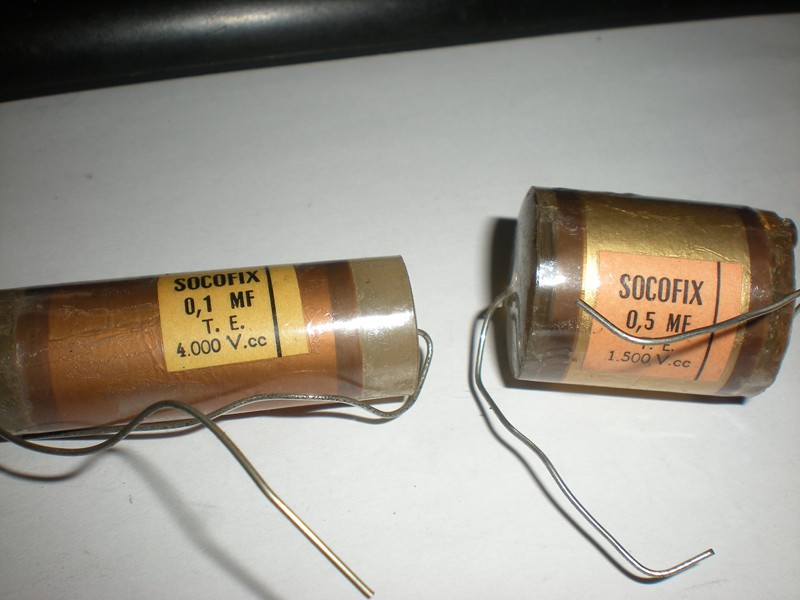 SOCOFIX
0,1 MF
T. E.
4.000 V.cc
SOCOFIX
0,5 MF
T. E.
1.500 V.cc